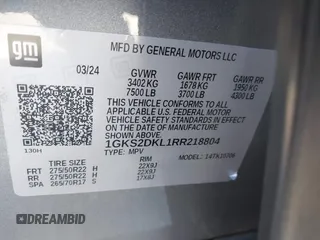 gm
MFD BY GENERAL MOTORS LLC
03/24 GVWR GAWR FRT GAWR RR
3402 KG 1678 KG 1950 KG
7500 LB 3700 LB 4300 LB
THIS VEHICLE CONFORMS TO ALL APPLICABLE
U.S. FEDERAL MOTOR VEHICLE SAFETY
STANDARDS IN EFFECT ON THE DATE OF
MANUFACTURE SHOWN ABOVE.
1GKS2DKL1RR218804
130H TYPE: MPV
TIRE SIZE RIM
FRT 275/50R22 H 22X9J
RR 275/50R22 H 22X9J
SPA 265/70R17 S 17X8J
AUTOBIDMASTER